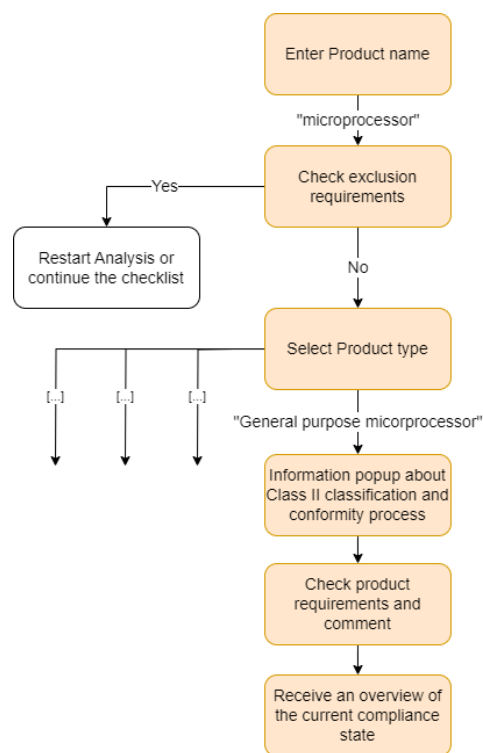 Enter Product name
"microprocessor"
Check exclusion
requirements
Yes
Restart Analysis or
continue the checklist
No
Select Product type
[...]
[...]
[...]
"General purpose micorprocessor"
Information popup about
Class II classification and
conformity process
Check product
requirements and
comment
Receive an overview of
the current compliance
state